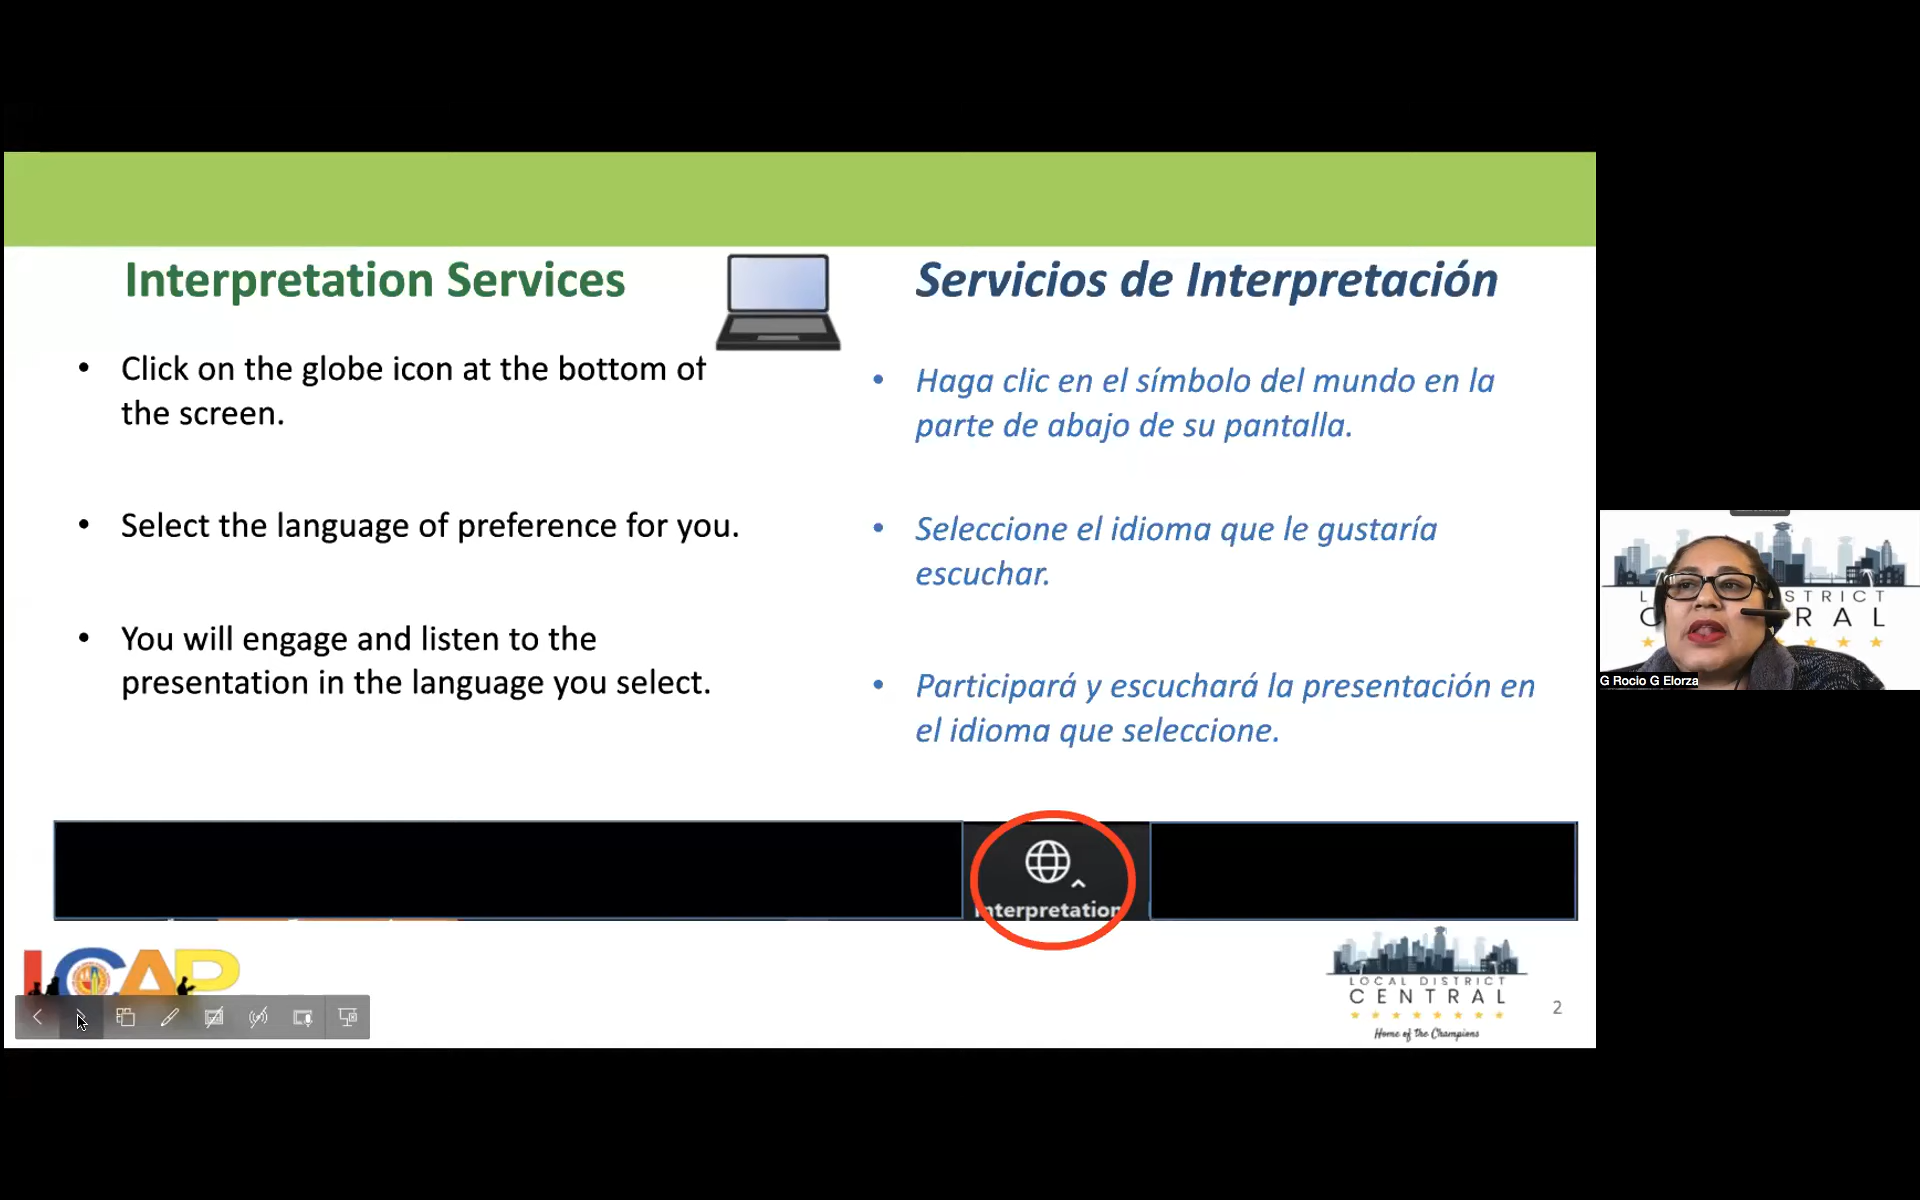 Interpretation Services
Click on the globe icon at the bottom of
the screen.
Select the language of preference for you.
You will engage and listen to the
presentation in the language you select.
Servicios de Interpretación
Haga clic en el símbolo del mundo en la
parte de abajo de su pantalla.
Seleccione el idioma que le gustaría
escuchar.
Participará y escuchará la presentación en
el idioma que seleccione.
Interpretation
LCAP
LOCAL DISTRICT
CENTRAL
Home of the Champions
2
STRICT
RAL
G Rocio G Elorza